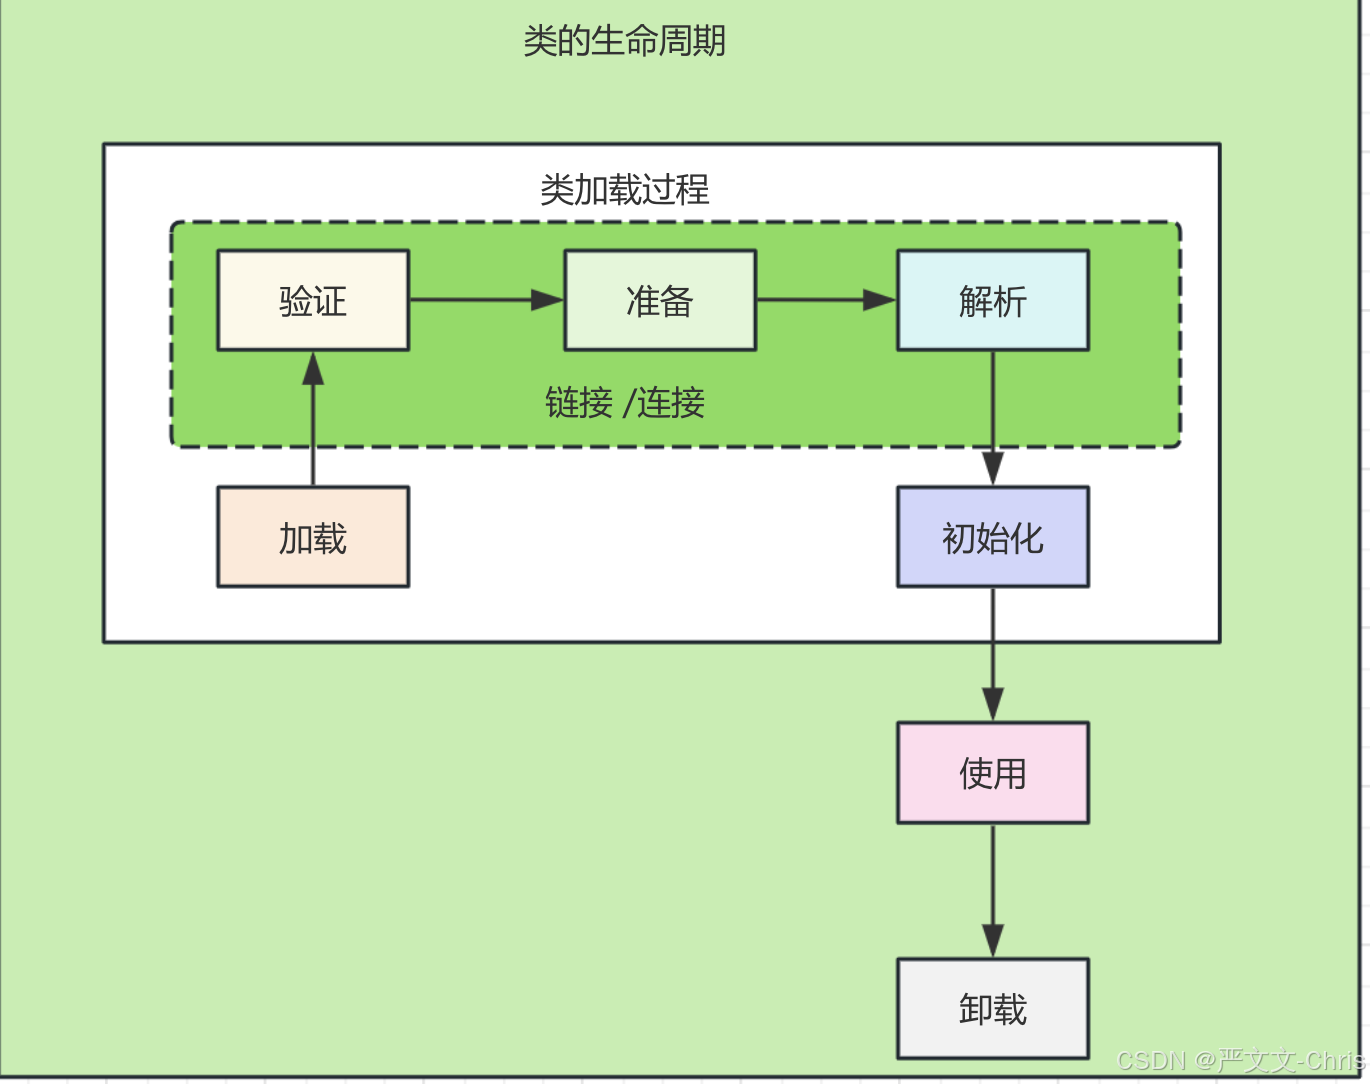 类的生命周期
类加载过程
验证
准备
解析
链接 /连接
加载
初始化
使用
卸载
CSDN @严文文-Chris